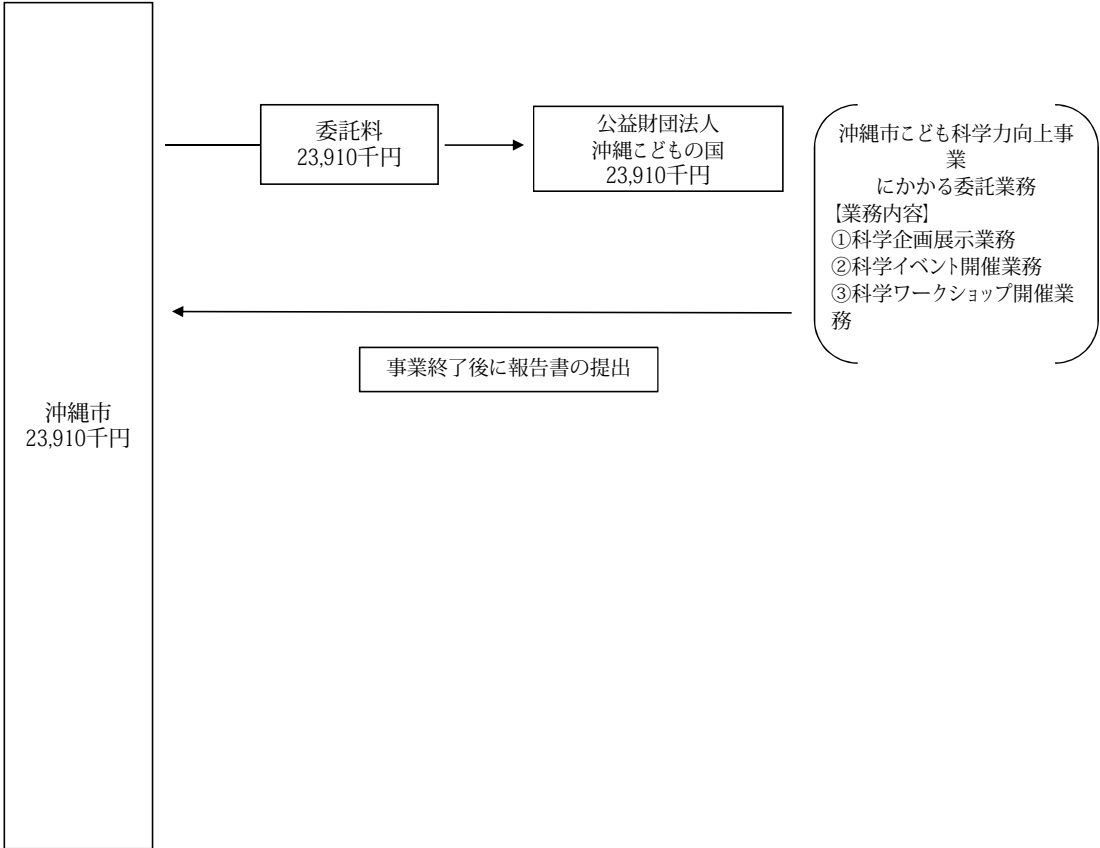 委託料
23,910千円
公益財団法人
沖縄こどもの国
23,910千円
沖縄市こども科学力向上事
業
にかかる委託業務
【業務内容】
①科学企画展示業務
②科学イベント開催業務
③科学ワークショップ開催業
務
事業終了後に報告書の提出
沖縄市
23,910千円